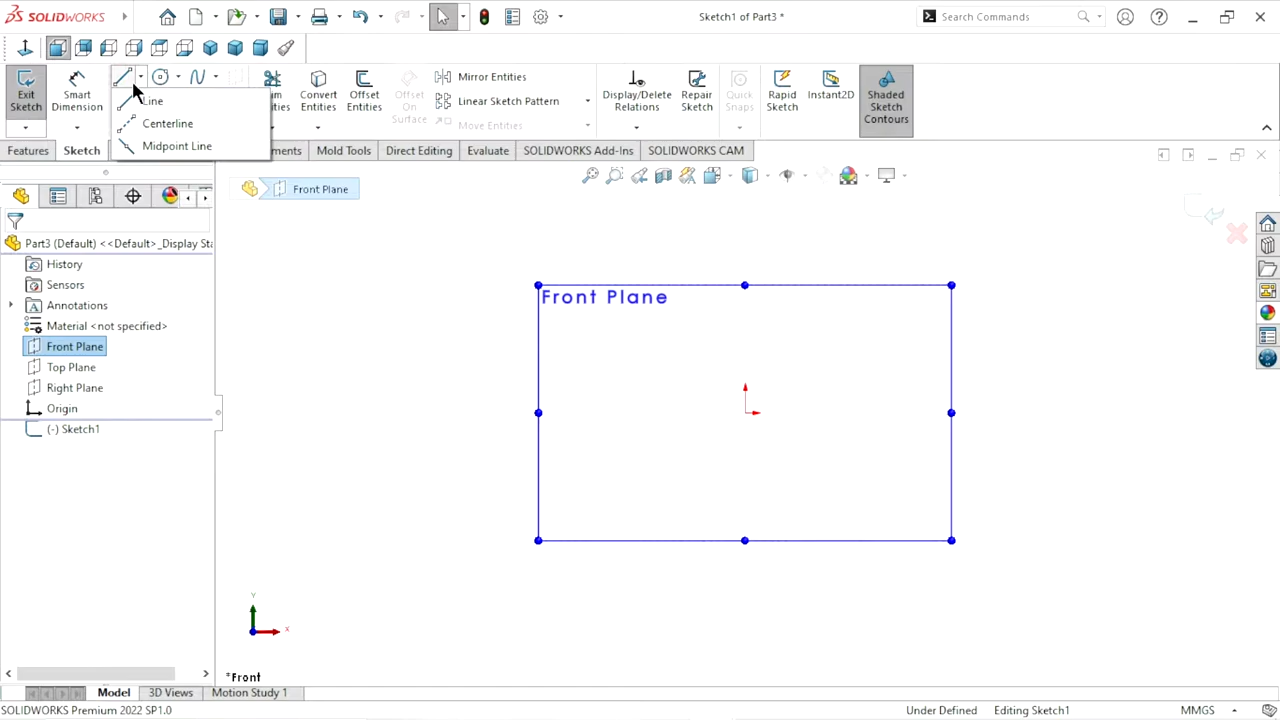 SOLIDWORKS
Sketch1 of Part3 *
Search Commands
Exit Sketch
Smart Dimension
Line
Centerline
Midpoint Line
Convert Entities
Offset Entities
Offset On Surface
Mirror Entities
Linear Sketch Pattern
Move Entities
Display/Delete Relations
Repair Sketch
Quick Snaps
Rapid Sketch
Instant2D
Shaded Sketch Contours
Features
Sketch
Mold Tools
Direct Editing
Evaluate
SOLIDWORKS Add-Ins
SOLIDWORKS CAM
Front Plane
Part3 (Default) <<Default>_Display Sta
History
Sensors
Annotations
Material <not specified>
Front Plane
Top Plane
Right Plane
Origin
(-) Sketch1
Front Plane
Y
X
*Front
Model
3D Views
Motion Study 1
SOLIDWORKS Premium 2022 SP1.0
Under Defined
Editing Sketch1
MMGS